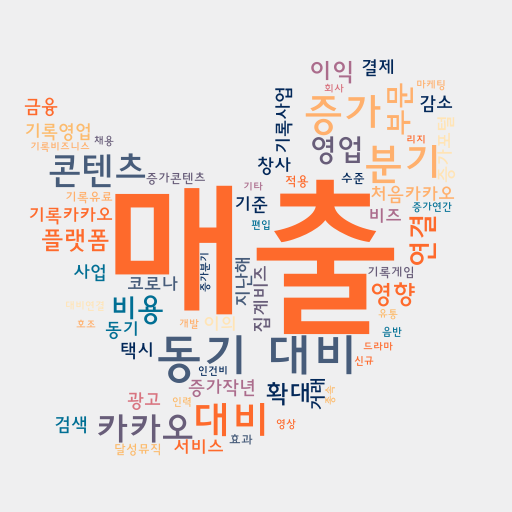 이익
결제
마케팅
회사
금융
기록사업
증가
부문
감소
기록영업
채용
영업
리지
기록비즈니스
콘텐츠
증가콘텐츠
창사
분기
기록유료
기타
적용
수준
처음카카오
기록카카오
매출
기준
비즈
증가연간
플랫폼
편입
연결
사업
코로나
증가분기
지난해
집계비즈
기록게임
영향
비용
유통
호조
동기
개발
이익
음반
택시
동기 대비
드라마
신규
인건비
증가작년
확대
거래
광고
인력
검색
카카오
대비
영상
달성뮤직
서비스
효과